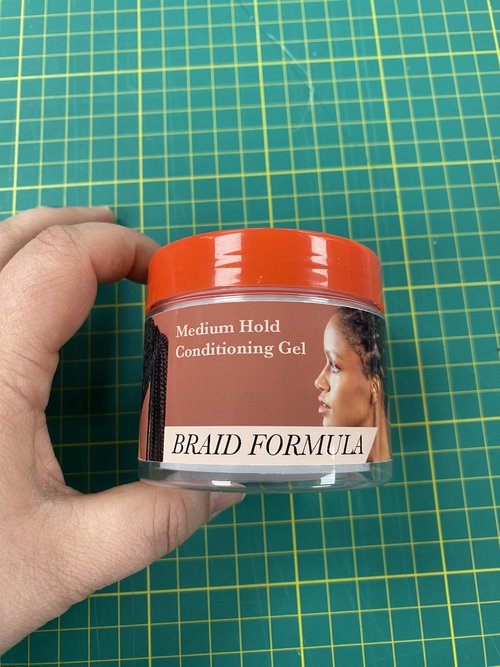 Medium Hold
Conditioning Gel
BRAID FORMULA